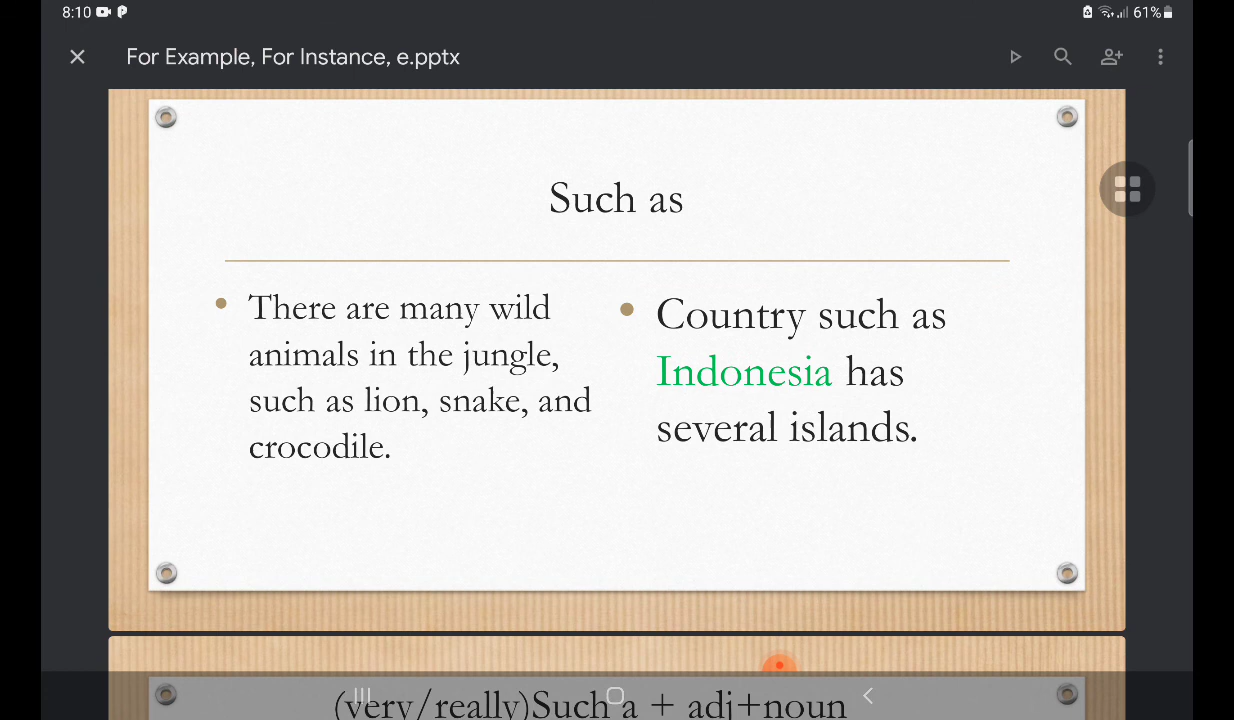 8:10
61%
For Example, For Instance, e.pptx
Such as
There are many wild
animals in the jungle,
such as lion, snake, and
crocodile.
Country such as
Indonesia has
several islands.
(very/really)Such a + adj+noun